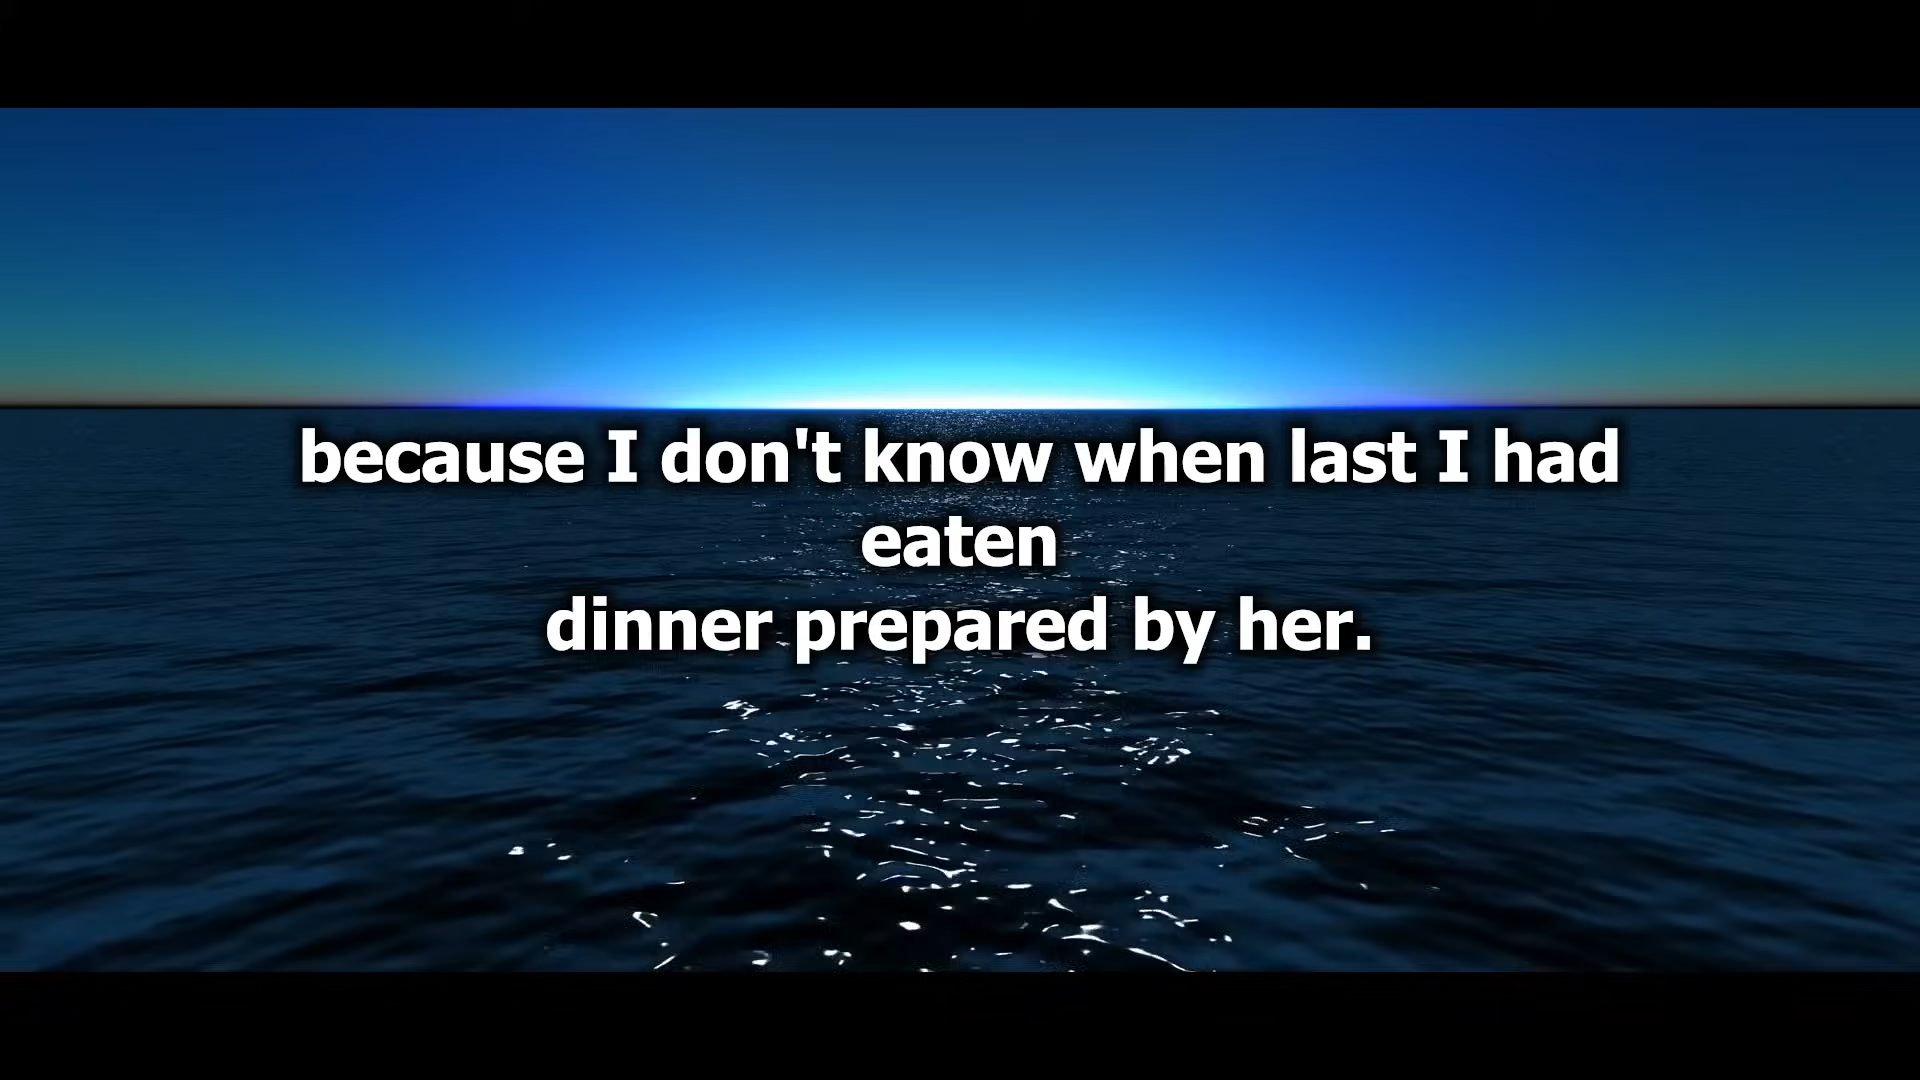 because I don't know when last I had
eaten
dinner prepared by her.